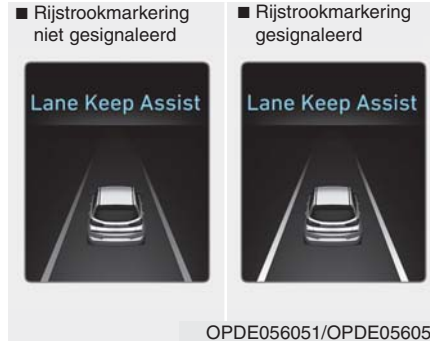 ■ Rijstrookmarkering
niet gesignaleerd
■ Rijstrookmarkering
gesignaleerd
Lane Keep Assist
Lane Keep Assist
OPDE056051/OPDE05605